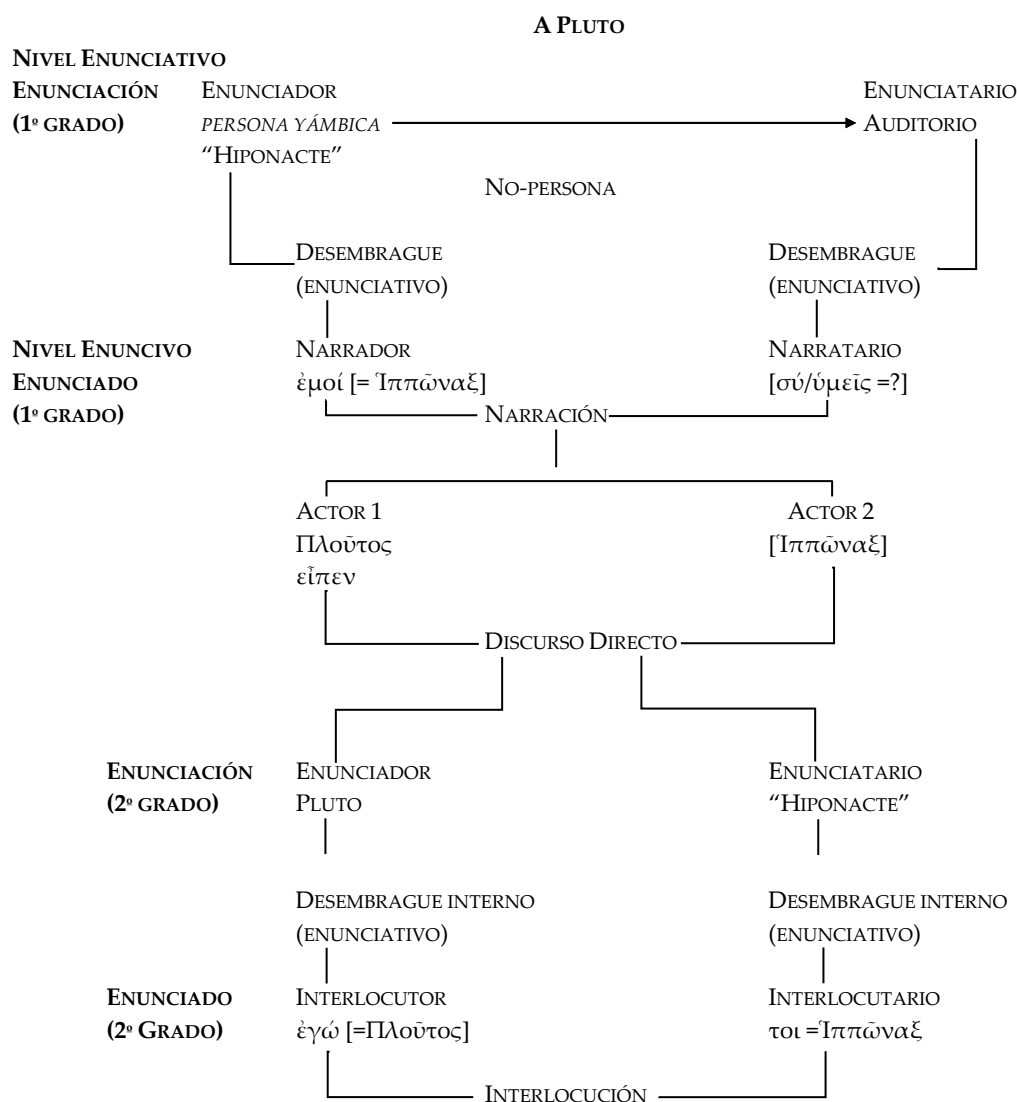 A PLUTO
NIVEL ENUNCIATIVO
ENUNCIACIÓN ENUNCIADOR ENUNCIATARIO
(1º GRADO) PERSONA YÁMBICA AUDITORIO
“HIPONACTE”
NO-PERSONA
DESEMBRAGUE DESEMBRAGUE
(ENUNCIATIVO) (ENUNCIATIVO)
NIVEL ENUNCIVO NARRADOR NARRATARIO
ENUNCIADO ἐμοί [= Ἱππῶναξ] [σύ/ὑμεῖς =?]
(1º GRADO) NARRACIÓN
ACTOR 1 ACTOR 2
Πλοῦτος [Ἱππῶναξ]
εἶπεν
DISCURSO DIRECTO
ENUNCIACIÓN ENUNCIADOR ENUNCIATARIO
(2º GRADO) PLUTO “HIPONACTE”
DESEMBRAGUE INTERNO DESEMBRAGUE INTERNO
(ENUNCIATIVO) (ENUNCIATIVO)
ENUNCIADO INTERLOCUTOR INTERLOCUTARIO
(2º GRADO) ἐγώ [=Πλοῦτος] τοι =Ἱππῶναξ
INTERLOCUCIÓN